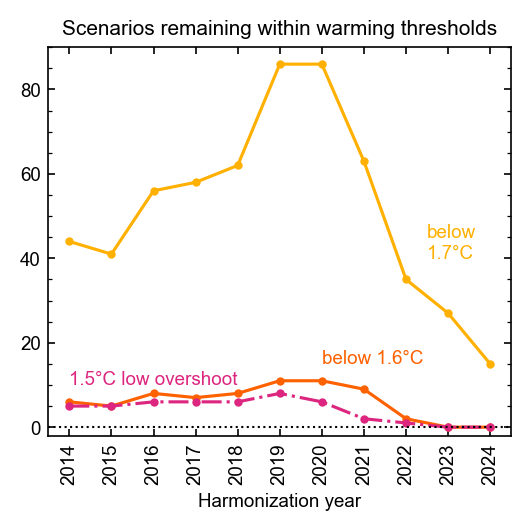 Scenarios remaining within warming thresholds
80
60
40
20
0
below
1.7°C
below 1.6°C
1.5°C low overshoot
2014
2015
2016
2017
2018
2019
2020
2021
2022
2023
2024
Harmonization year